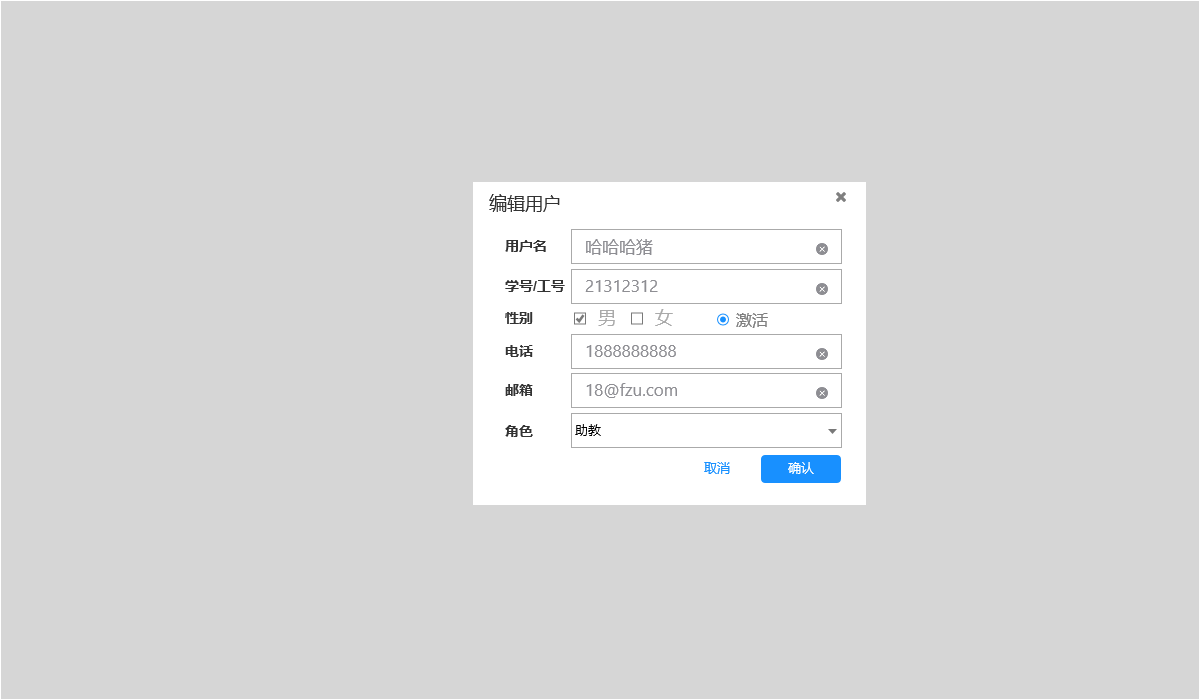 编辑用户
用户名 哈哈哈猪
学号/工号 21312312
性别 男 女 激活
电话 1888888888
邮箱 18@fzu.com
角色 助教
取消 确认